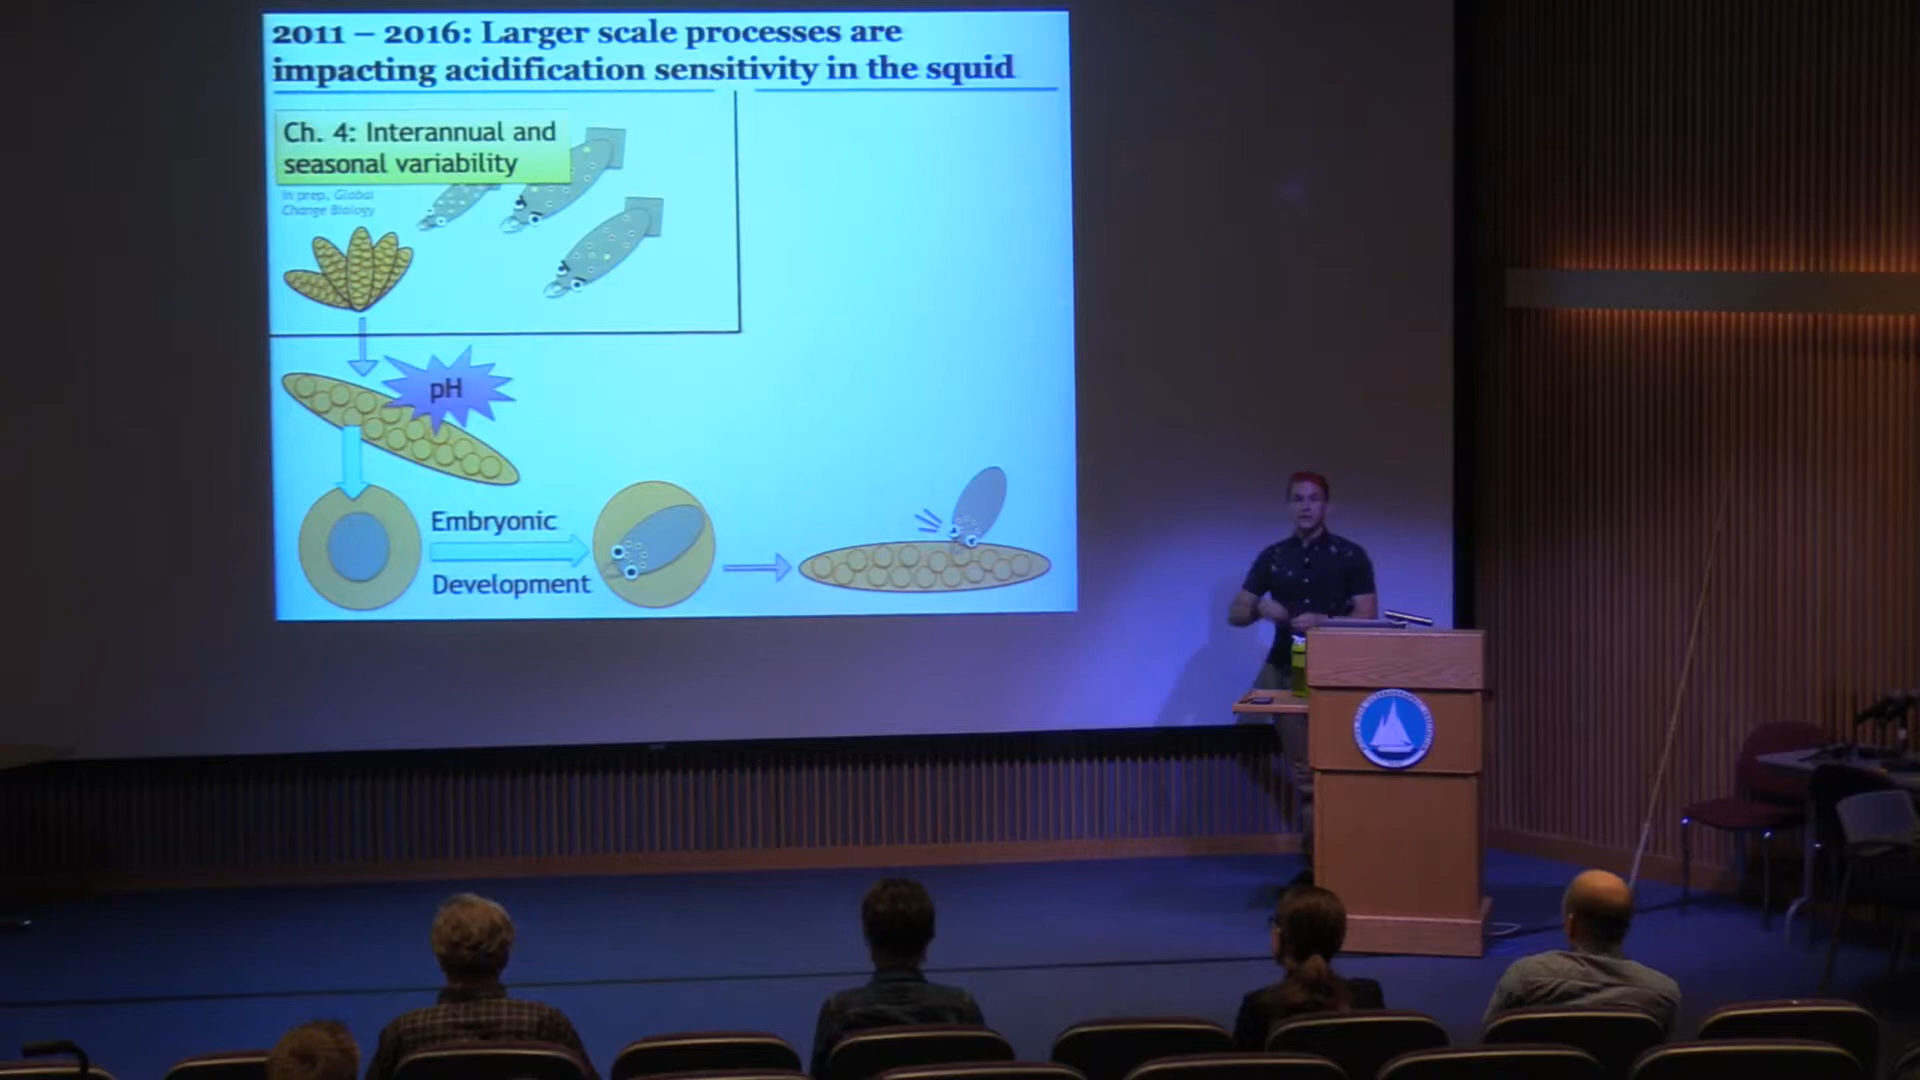 2011 – 2016: Larger scale processes are
impacting acidification sensitivity in the squid
Ch. 4: Interannual and
seasonal variability
In prep, Global
Change Biology
pH
Embryonic
Development